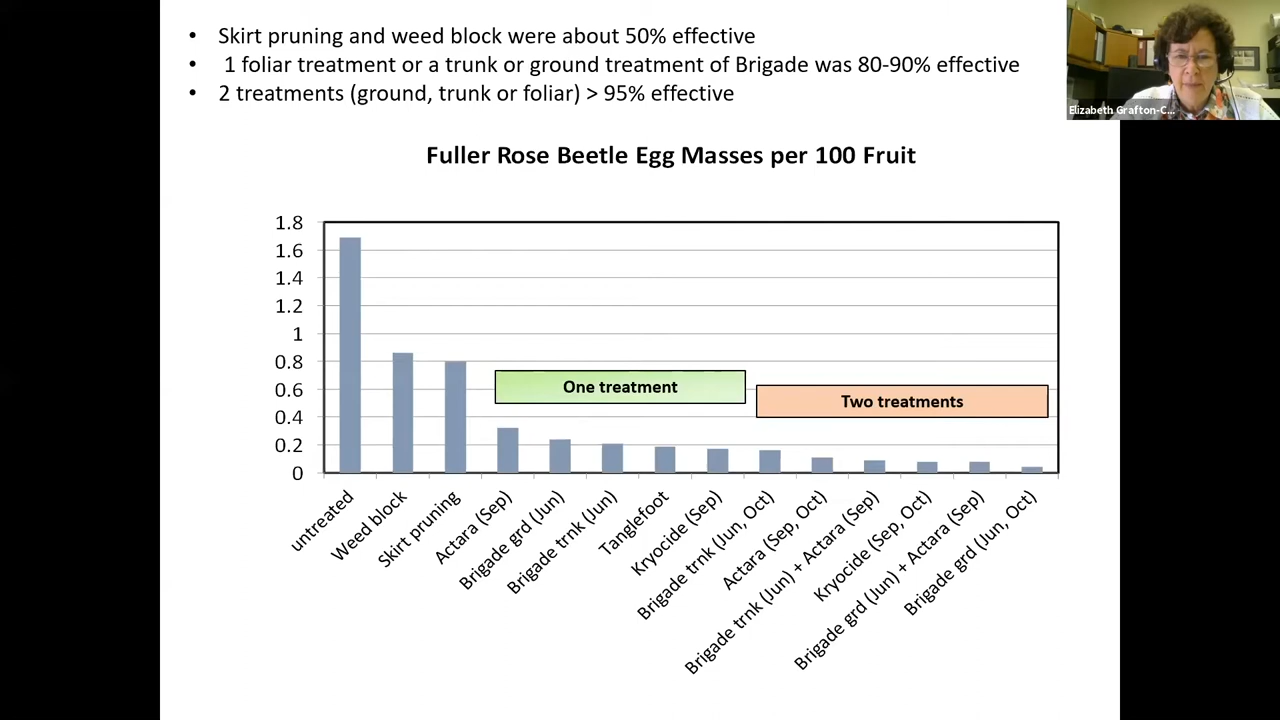 • Skirt pruning and weed block were about 50% effective
• 1 foliar treatment or a trunk or ground treatment of Brigade was 80-90% effective
• 2 treatments (ground, trunk or foliar) > 95% effective
Elizabeth Grafton-C...
Fuller Rose Beetle Egg Masses per 100 Fruit
1.8
1.6
1.4
1.2
1
0.8
0.6
0.4
0.2
0
One treatment
Two treatments
untreated
Weed block
Skirt pruning
Actara (Sep)
Brigade grd (Jun)
Brigade trnk (Jun)
Tanglefoot
Kryocide (Sep)
Brigade trnk (Jun, Oct)
Actara (Sep, Oct)
Brigade trnk (Jun) + Actara (Sep)
Kryocide (Sep, Oct)
Brigade grd (Jun) + Actara (Sep)
Brigade grd (Jun, Oct)